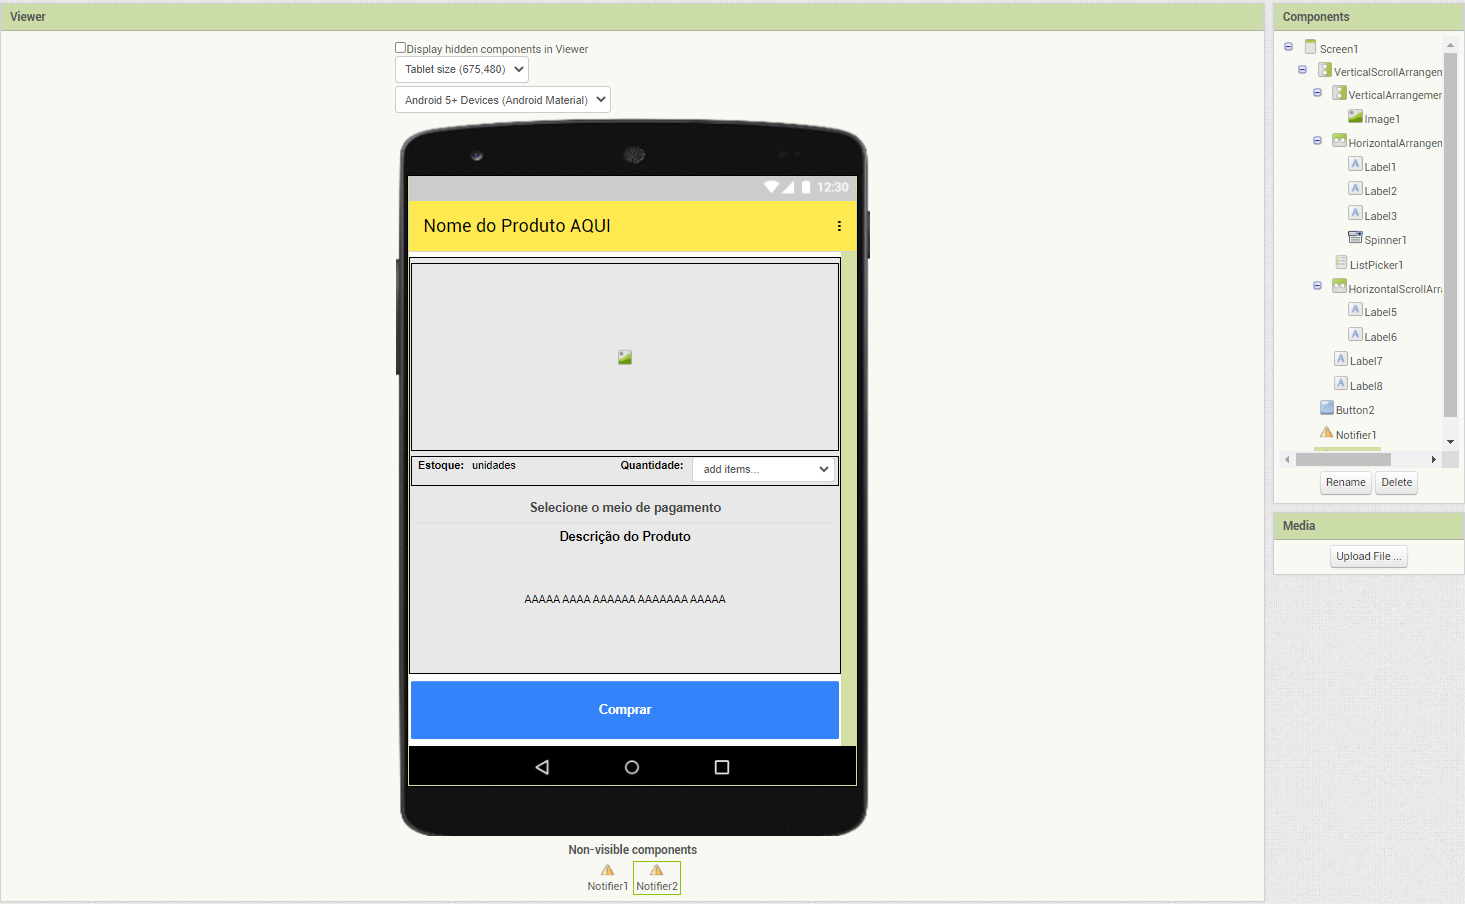 Viewer
Display hidden components in Viewer
Tablet size (675,480)
Android 5+ Devices (Android Material)
12:30
Nome do Produto AQUI
Estoque: unidades Quantidade: add items...
Selecione o meio de pagamento
Descrição do Produto
AAAAA AAAA AAAAAA AAAAAAA AAAAA
Comprar
Non-visible components
Notifier1 Notifier2
Components
Screen1
VerticalScrollArrangen
VerticalArrangemer
Image1
HorizontalArrangem
Label1
Label2
Label3
Spinner1
ListPicker1
HorizontalScrollArra
Label5
Label6
Label7
Label8
Button2
Notifier1
Rename Delete
Media
Upload File ...